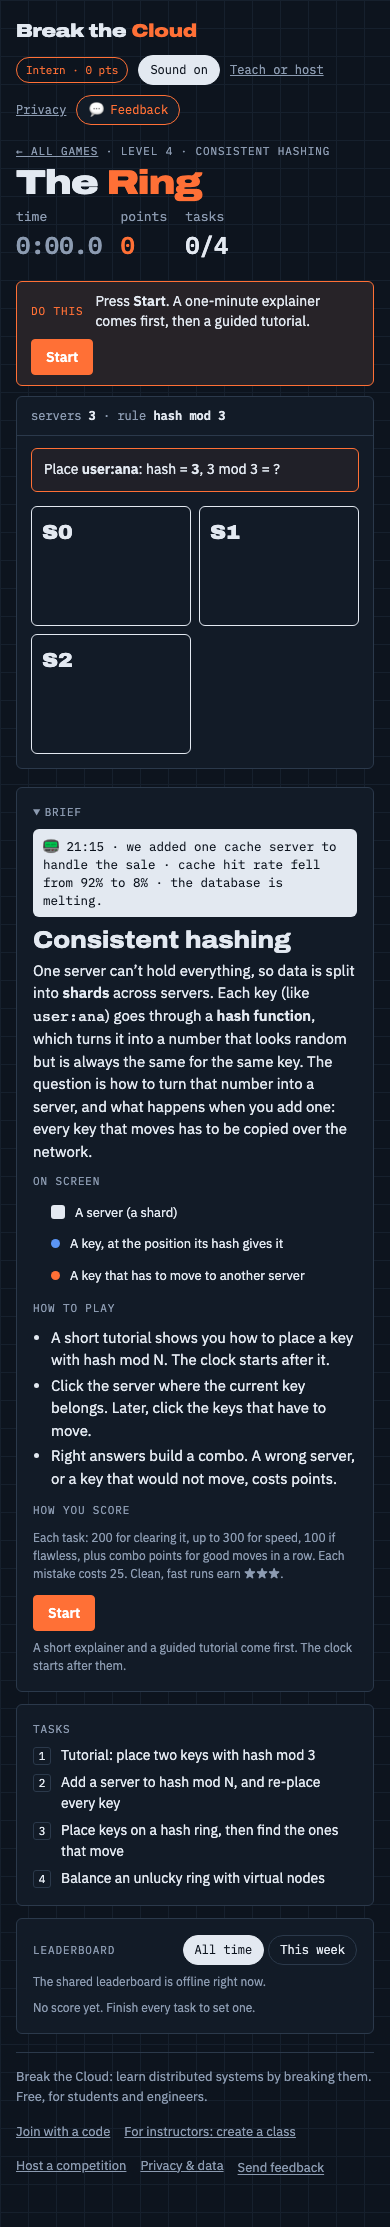 Break the Cloud
Intern · 0 pts
Sound on
Teach or host
Privacy
💬 Feedback
← ALL GAMES · LEVEL 4 · CONSISTENT HASHING
The Ring
time points tasks
0:00.0 0 0/4
DO THIS
Press Start. A one-minute explainer
comes first, then a guided tutorial.
Start
servers 3 · rule hash mod 3
Place user:ana: hash = 3, 3 mod 3 = ?
S0
S1
S2
▼ BRIEF
📟 21:15 · we added one cache server to
handle the sale · cache hit rate fell
from 92% to 8% · the database is
melting.
Consistent hashing
One server can’t hold everything, so data is split
into shards across servers. Each key (like
user:ana) goes through a hash function,
which turns it into a number that looks random
but is always the same for the same key. The
question is how to turn that number into a
server, and what happens when you add one:
every key that moves has to be copied over the
network.
ON SCREEN
A server (a shard)
A key, at the position its hash gives it
A key that has to move to another server
HOW TO PLAY
• A short tutorial shows you how to place a key
with hash mod N. The clock starts after it.
• Click the server where the current key
belongs. Later, click the keys that have to
move.
• Right answers build a combo. A wrong server,
or a key that would not move, costs points.
HOW YOU SCORE
Each task: 200 for clearing it, up to 300 for speed, 100 if
flawless, plus combo points for good moves in a row. Each
mistake costs 25. Clean, fast runs earn ★★★.
Start
A short explainer and a guided tutorial come first. The clock
starts after them.
TASKS
1 Tutorial: place two keys with hash mod 3
2 Add a server to hash mod N, and re-place
every key
3 Place keys on a hash ring, then find the ones
that move
4 Balance an unlucky ring with virtual nodes
LEADERBOARD
All time
This week
The shared leaderboard is offline right now.
No score yet. Finish every task to set one.
Break the Cloud: learn distributed systems by breaking them.
Free, for students and engineers.
Join with a code
For instructors: create a class
Host a competition
Privacy & data
Send feedback